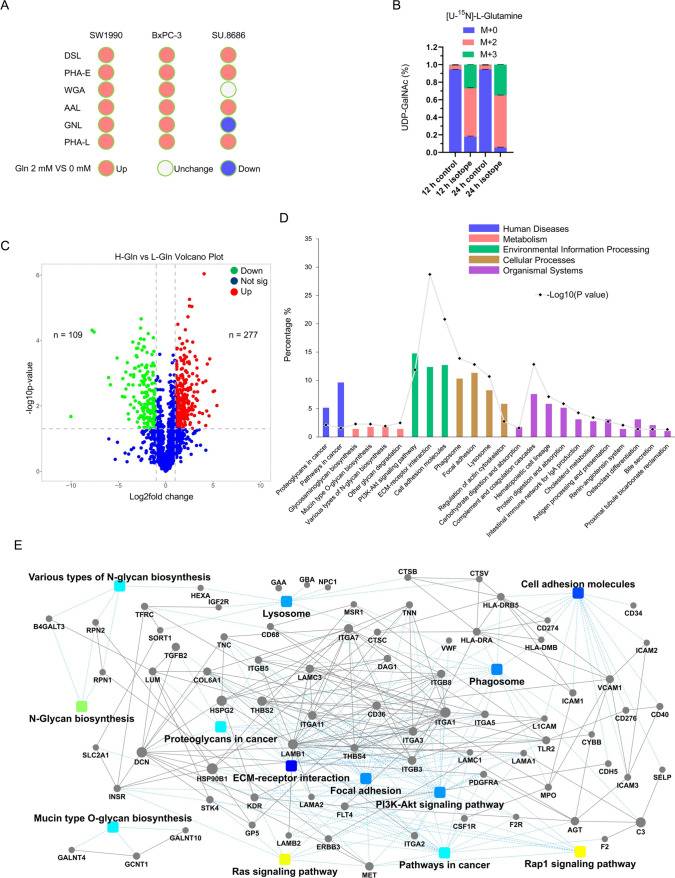 A
SW1990 BxPC-3 SU.8686
DSL
PHA-E
WGA
AAL
GNL
PHA-L
Gln 2 mM VS 0 mM Up Unchange Down
B
[U-15N]-L-Glutamine
M+0
M+2
M+3
UDP-GalNAc (%)
1.0
0.8
0.6
0.4
0.2
0.0
12 h control
12 h isotope
24 h control
24 h isotope
C
H-Gln vs L-Gln Volcano Plot
Down
Not sig
Up
n = 109
n = 277
-log10p-value
6
4
2
0
-10 -5 0 5 10
Log2fold change
D
Human Diseases
Metabolism
Environmental Information Processing
Cellular Processes
Organismal Systems
-Log10(P value)
Percentage %
35
30
25
20
15
10
5
0
Proteoglycans in cancer
Pathways in cancer
Glycosaminoglycan biosynthesis
Mucin type O-glycan biosynthesis
Various types of N-glycan biosynthesis
Other glycan degradation
PI3K-Akt signaling pathway
ECM-receptor interaction
Cell adhesion molecules
Phagosome
Focal adhesion
Lysosome
Regulation of actin cytoskeleton
Carbohydrate digestion and absorption
Complement and coagulation cascades
Hematopoietic cell lineage
Protein digestion and absorption
Intestinal immune network for IgA production
Cholesterol metabolism
Antigen processing and presentation
Renin-angiotensin system
Osteoclast differentiation
Bile secretion
Proximal tubule bicarbonate reclamation
E
Various types of N-glycan biosynthesis
HEXA
IGF2R
GAA
GBA
NPC1
Lysosome
CTSB
CTSV
Cell adhesion molecules
B4GALT3
RPN2
TFRC
SORT1
TGFB2
TNC
CD68
MSR1
ITGA7
CTSC
TNN
HLA-DRB5
HLA-DRA
CD274
HLA-DMB
CD34
ICAM2
VWF
RPN1
LUM
COL6A1
ITGB5
LAMC3
DAG1
ITGB8
Phagosome
VCAM1
N-Glycan biosynthesis
HSPG2
THBS2
ITGA11
CD36
ITGA1
ITGA5
L1CAM
ICAM1
CD276
CD40
Proteoglycans in cancer
SLC2A1
DCN
HSP90B1
LAMB1
THBS4
ITGA3
ITGB3
LAMC1
LAMA1
TLR2
CYBB
CDH5
ICAM3
SELP
ECM-receptor interaction
Focal adhesion
PI3K-Akt signaling pathway
PDGFRA
MPO
INSR
STK4
KDR
LAMA2
FLT4
GP5
Mucin type O-glycan biosynthesis
GALNT10
GALNT4
GCNT1
LAMB2
ERBB3
ITGA2
CSF1R
F2R
AGT
F2
C3
MET
Ras signaling pathway
Pathways in cancer
Rap1 signaling pathway